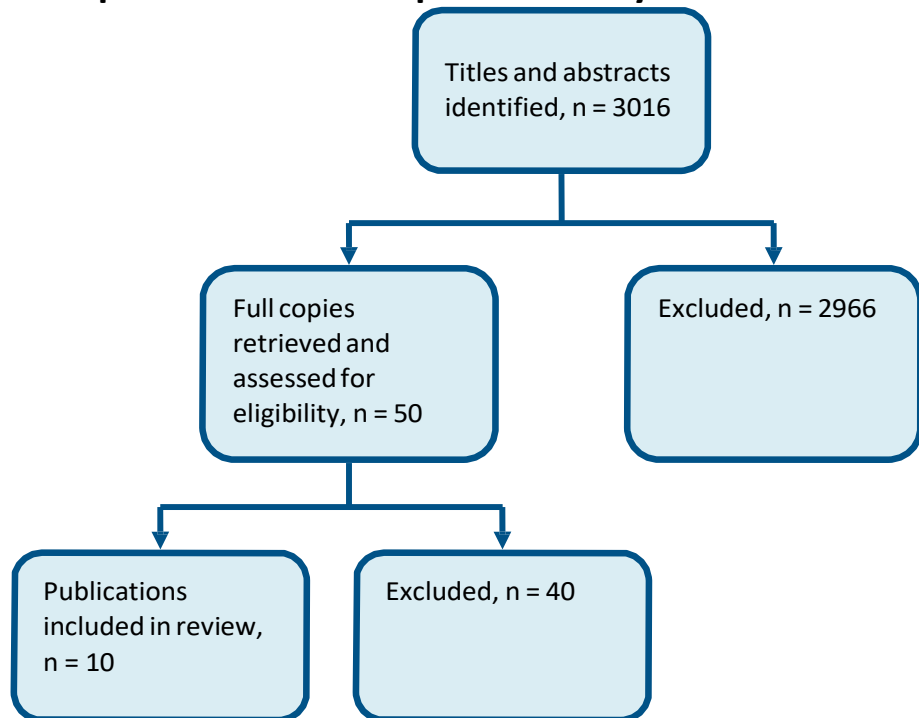 Titles and abstracts
identified, n = 3016
Full copies
retrieved and
assessed for
eligibility, n = 50
Excluded, n = 2966
Publications
included in review,
n = 10
Excluded, n = 40